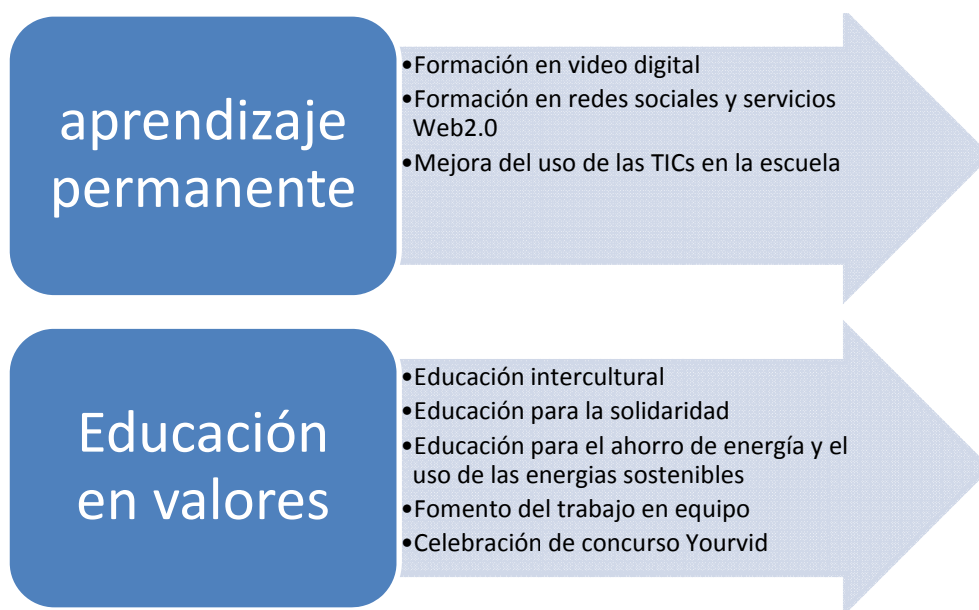 aprendizaje
permanente
•Formación en video digital
•Formación en redes sociales y servicios
Web2.0
•Mejora del uso de las TICs en la escuela
Educación
en valores
•Educación intercultural
•Educación para la solidaridad
•Educación para el ahorro de energía y el
uso de las energias sostenibles
•Fomento del trabajo en equipo
•Celebración de concurso Yourvid